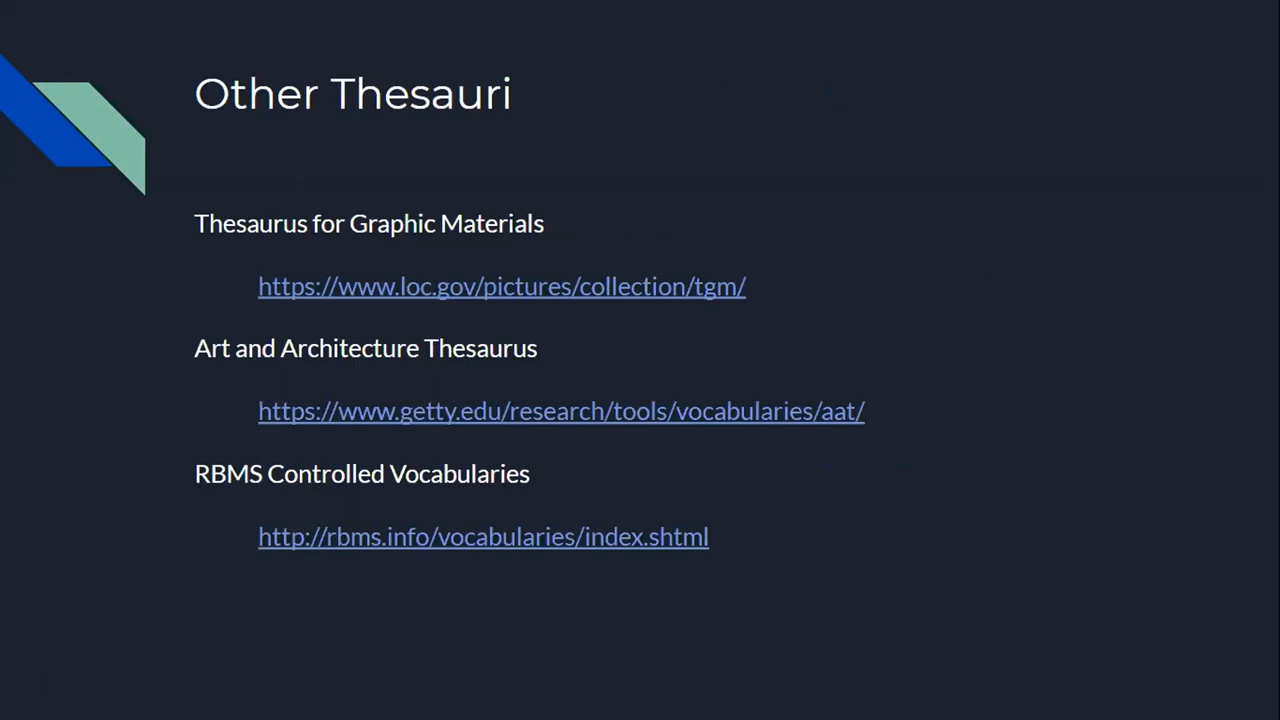 Other Thesauri
Thesaurus for Graphic Materials
https://www.loc.gov/pictures/collection/tgm/
Art and Architecture Thesaurus
https://www.getty.edu/research/tools/vocabularies/aat/
RBMS Controlled Vocabularies
http://rbms.info/vocabularies/index.shtml